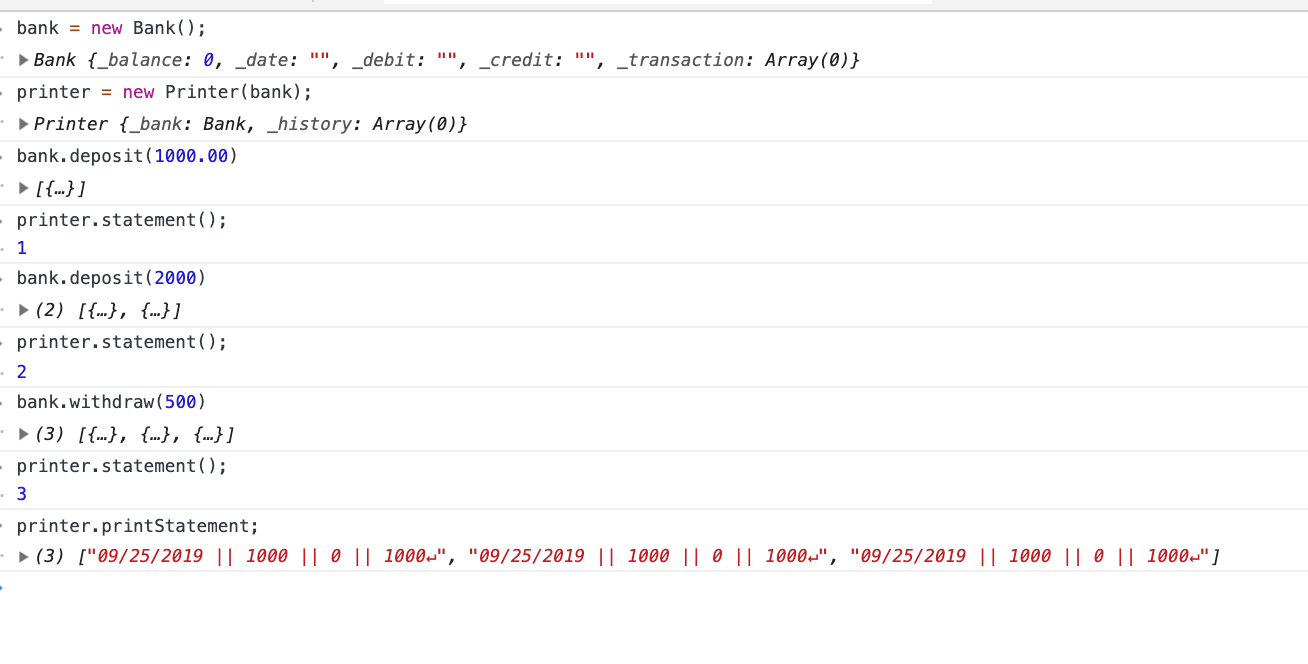 bank = new Bank();
▶Bank {_balance: 0, _date: "", _debit: "", _credit: "", _transaction: Array(0)}
printer = new Printer(bank);
▶Printer {_bank: Bank, _history: Array(0)}
bank.deposit(1000.00)
▶[{…}]
printer.statement();
1
bank.deposit(2000)
▶(2) [{…}, {…}]
printer.statement();
2
bank.withdraw(500)
▶(3) [{…}, {…}, {…}]
printer.statement();
3
printer.printStatement;
▶(3) ["09/25/2019 || 1000 || 0 || 1000↵", "09/25/2019 || 1000 || 0 || 1000↵", "09/25/2019 || 1000 || 0 || 1000↵"]